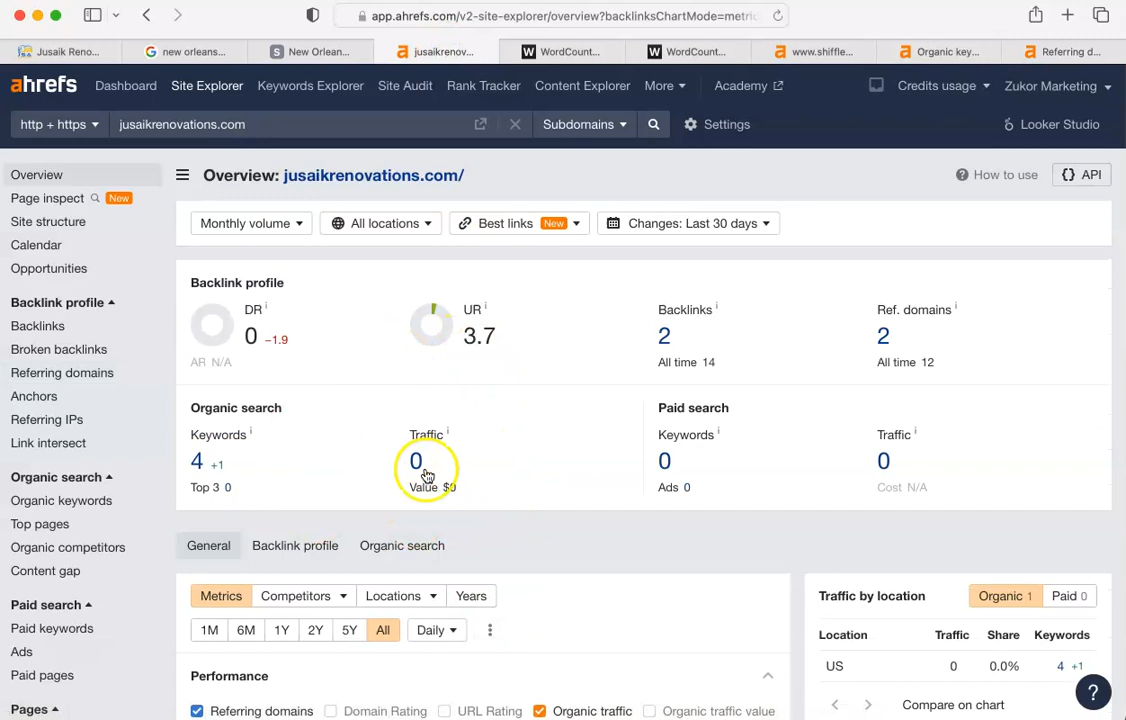 app.ahrefs.com/v2-site-explorer/overview?backlinksChartMode=metric
Jusaik Reno... new orleans... New Orlean... jusaikrenov... WordCount... WordCount... www.shiffle... Organic key... Referring d...
ahrefs Dashboard Site Explorer Keywords Explorer Site Audit Rank Tracker Content Explorer More Academy Credits usage Zukor Marketing
http + https jusaikrenovations.com Subdomains Settings Looker Studio
Overview
Page inspect New
Site structure
Calendar
Opportunities
Backlink profile
Backlinks
Broken backlinks
Referring domains
Anchors
Referring IPs
Link intersect
Organic search
Organic keywords
Top pages
Organic competitors
Content gap
Paid search
Paid keywords
Ads
Paid pages
Pages
Overview: jusaikrenovations.com/ How to use API
Monthly volume All locations Best links New Changes: Last 30 days
Backlink profile
DR UR Backlinks Ref. domains
0 -1.9 3.7 2 2
AR N/A All time 14 All time 12
Organic search Paid search
Keywords Traffic Keywords Traffic
4 +1 0 0 0
Top 3 0 Value $0 Ads 0 Cost N/A
General Backlink profile Organic search
Metrics Competitors Locations Years
1M 6M 1Y 2Y 5Y All Daily
Performance
Referring domains Domain Rating URL Rating Organic traffic Organic traffic value
Traffic by location Organic 1 Paid 0
Location Traffic Share Keywords
US 0 0.0% 4 +1
Compare on chart
?